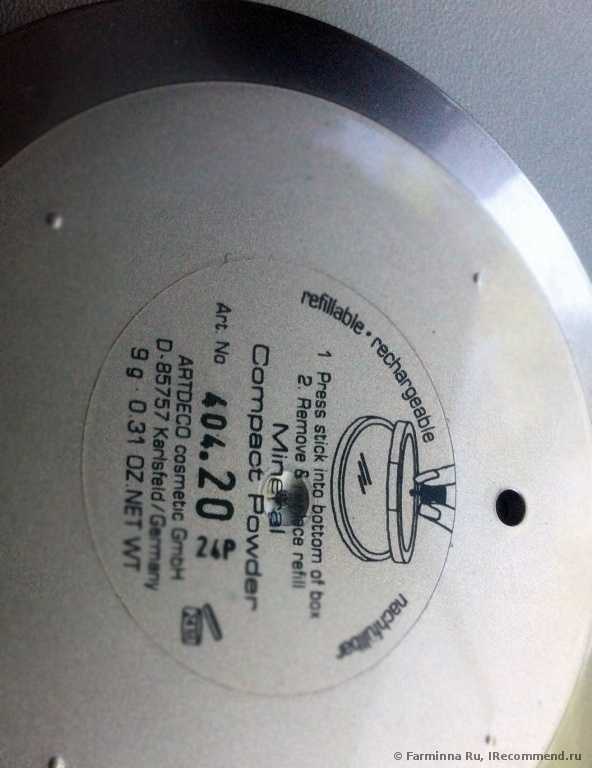 refillable • rechargeable
nachfüllbar
1 Press stick into bottom of box
2. Remove & refill
Mineral
Compact Powder
Art. No 404.20
24P
ARTDECO cosmetic GmbH
D-85757 Karlsfeld/Germany
9 g · 0.31 OZ.NET WT
© Farminna Ru, IRecommend.ru